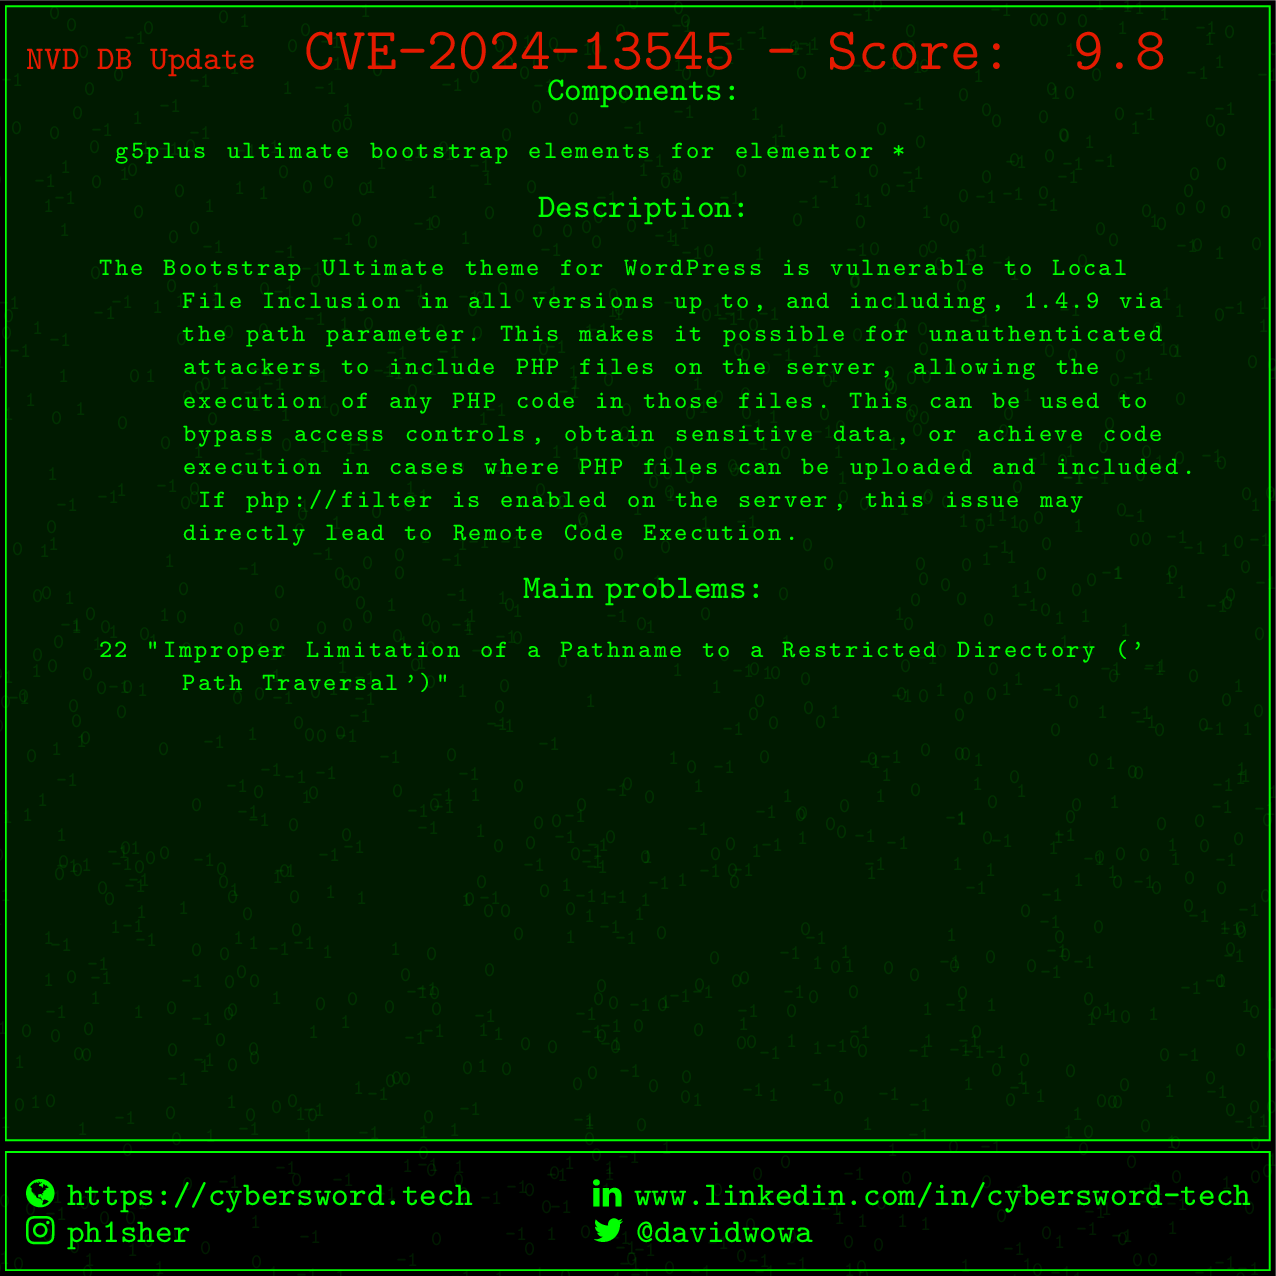 NVD DB Update CVE-2024-13545 - Score: 9.8
Components:
g5plus ultimate bootstrap elements for elementor *
Description:
The Bootstrap Ultimate theme for WordPress is vulnerable to Local
File Inclusion in all versions up to, and including, 1.4.9 via
the path parameter. This makes it possible for unauthenticated
attackers to include PHP files on the server, allowing the
execution of any PHP code in those files. This can be used to
bypass access controls, obtain sensitive data, or achieve code
execution in cases where PHP files can be uploaded and included.
If php://filter is enabled on the server, this issue may
directly lead to Remote Code Execution.
Main problems:
22 "Improper Limitation of a Pathname to a Restricted Directory ('
Path Traversal')"
https://cybersword.tech www.linkedin.com/in/cybersword-tech
ph1sher @davidwowa